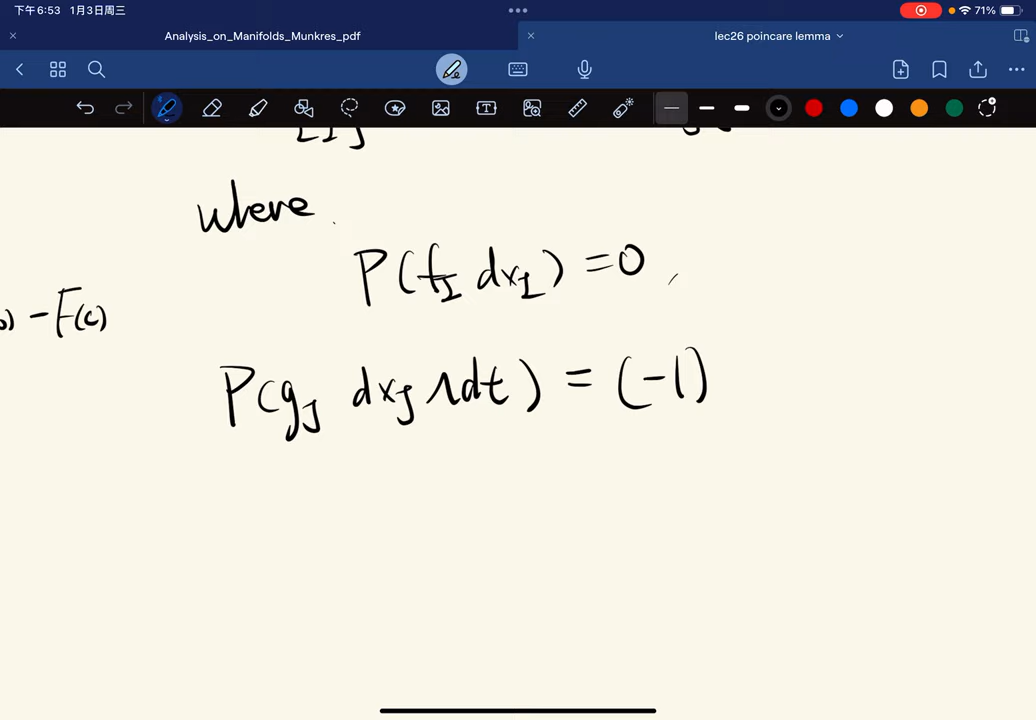 下午6:53 1月3日周三
71%
Analysis_on_Manifolds_Munkres_pdf
lec26 poincare lemma
where
P(f_I dx_I) = 0,
) - F(c)
P(g_J dx_J ∧ dt) = (-1)